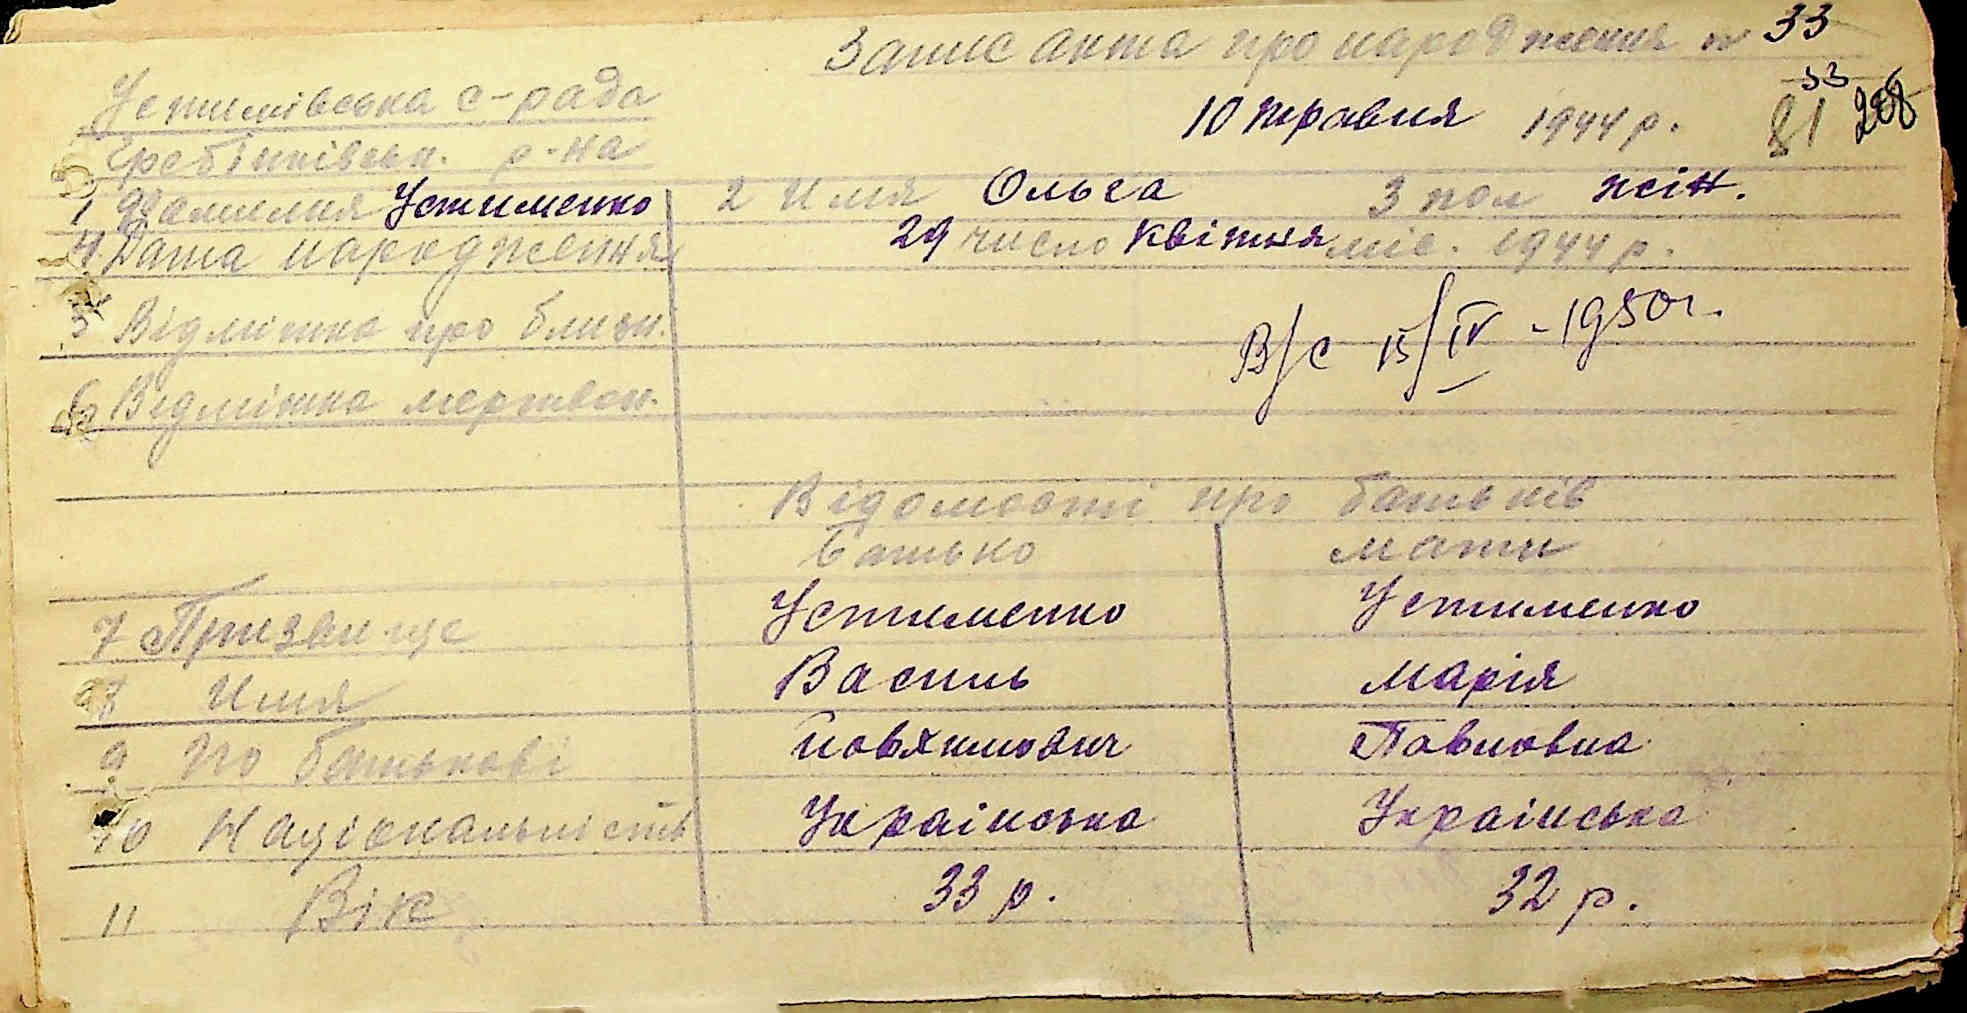 Запис акта про народження № 33
33
Устимівська с-рада
10 травня 1944 р. 81 208
Гребінківськ. р-на
1 Фамилия Устименко 2 Имя Ольга 3 пол жін.
4 Дата народження 29 число квітня міс. 1944 р.
5 Відмітка про близн.
В/с 15/IV - 1950 г.
6 Відмітка мертвон.
Відомості про батьків
батько мати
7 Призвище Устименко Устименко
8 Имя Василь Марія
9 По батькові Йовхимович Павловна
10 Національність Українська Українська
11 Вік 33 р. 32 р.